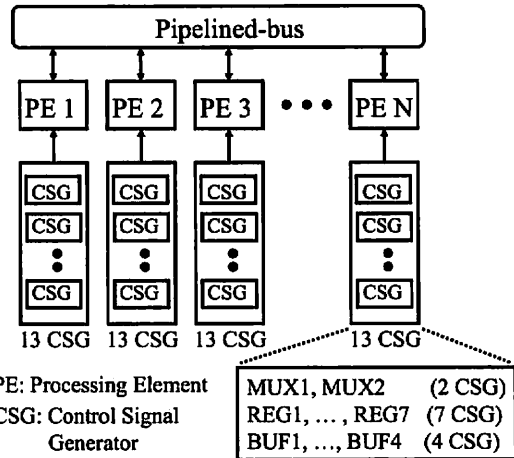 Pipelined-bus
PE 1 PE 2 PE 3 PE N
CSG CSG CSG CSG
CSG CSG CSG CSG
CSG CSG CSG CSG
13 CSG 13 CSG 13 CSG 13 CSG
PE: Processing Element
CSG: Control Signal
Generator
MUX1, MUX2 (2 CSG)
REG1, ... , REG7 (7 CSG)
BUF1, ..., BUF4 (4 CSG)